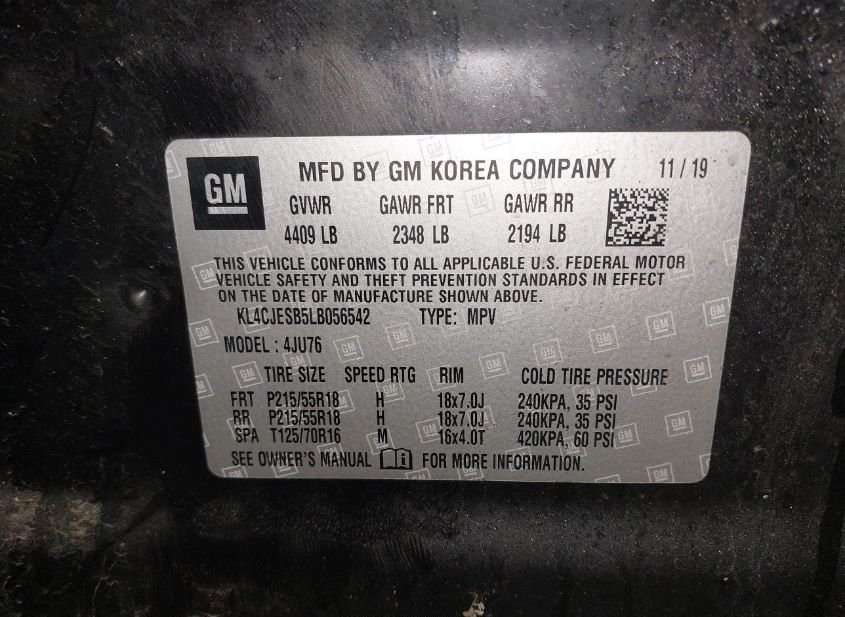 GM
MFD BY GM KOREA COMPANY 11 / 19
GVWR GAWR FRT GAWR RR
4409 LB 2348 LB 2194 LB
THIS VEHICLE CONFORMS TO ALL APPLICABLE U.S. FEDERAL MOTOR
VEHICLE SAFETY AND THEFT PREVENTION STANDARDS IN EFFECT
ON THE DATE OF MANUFACTURE SHOWN ABOVE.
KL4CJESB5LB056542 TYPE: MPV
MODEL : 4JU76
TIRE SIZE SPEED RTG RIM COLD TIRE PRESSURE
FRT P215/55R18 H 18x7.0J 240KPA, 35 PSI
RR P215/55R18 H 18x7.0J 240KPA, 35 PSI
SPA T125/70R16 M 16x4.0T 420KPA, 60 PSI
SEE OWNER'S MANUAL FOR MORE INFORMATION.